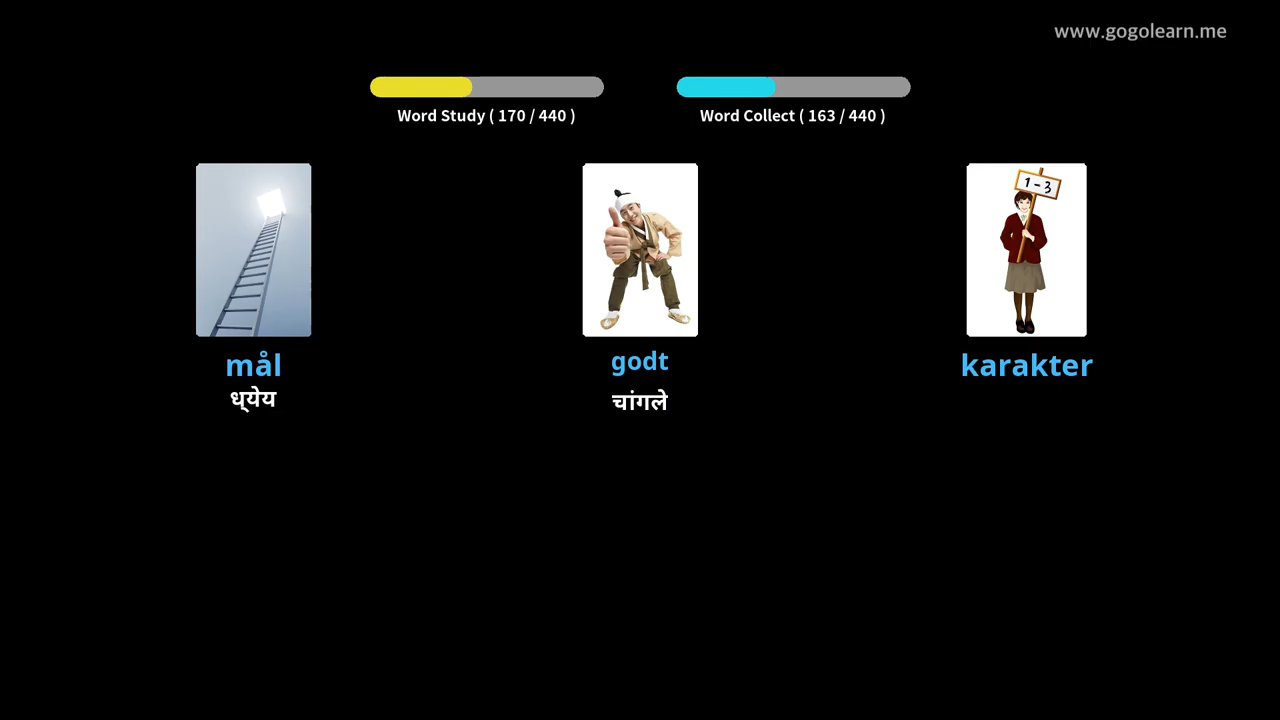 www.gogolearn.me
Word Study ( 170 / 440 )
Word Collect ( 163 / 440 )
1-3
mål
godt
karakter
ध्येय
चांगले